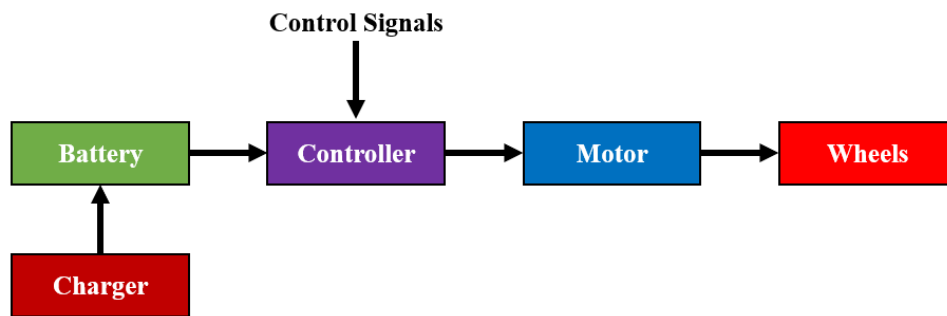 Control Signals
Battery
Controller
Motor
Wheels
Charger